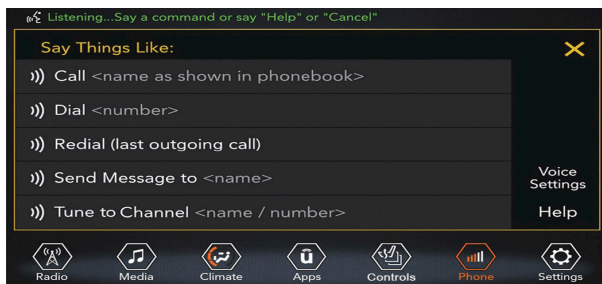 Listening...Say a command or say "Help" or "Cancel"
Say Things Like:
Call <name as shown in phonebook>
Dial <number>
Redial (last outgoing call)
Send Message to <name>
Tune to Channel <name / number>
Voice
Settings
Help
Radio
Media
Climate
Apps
Controls
Phone
Settings